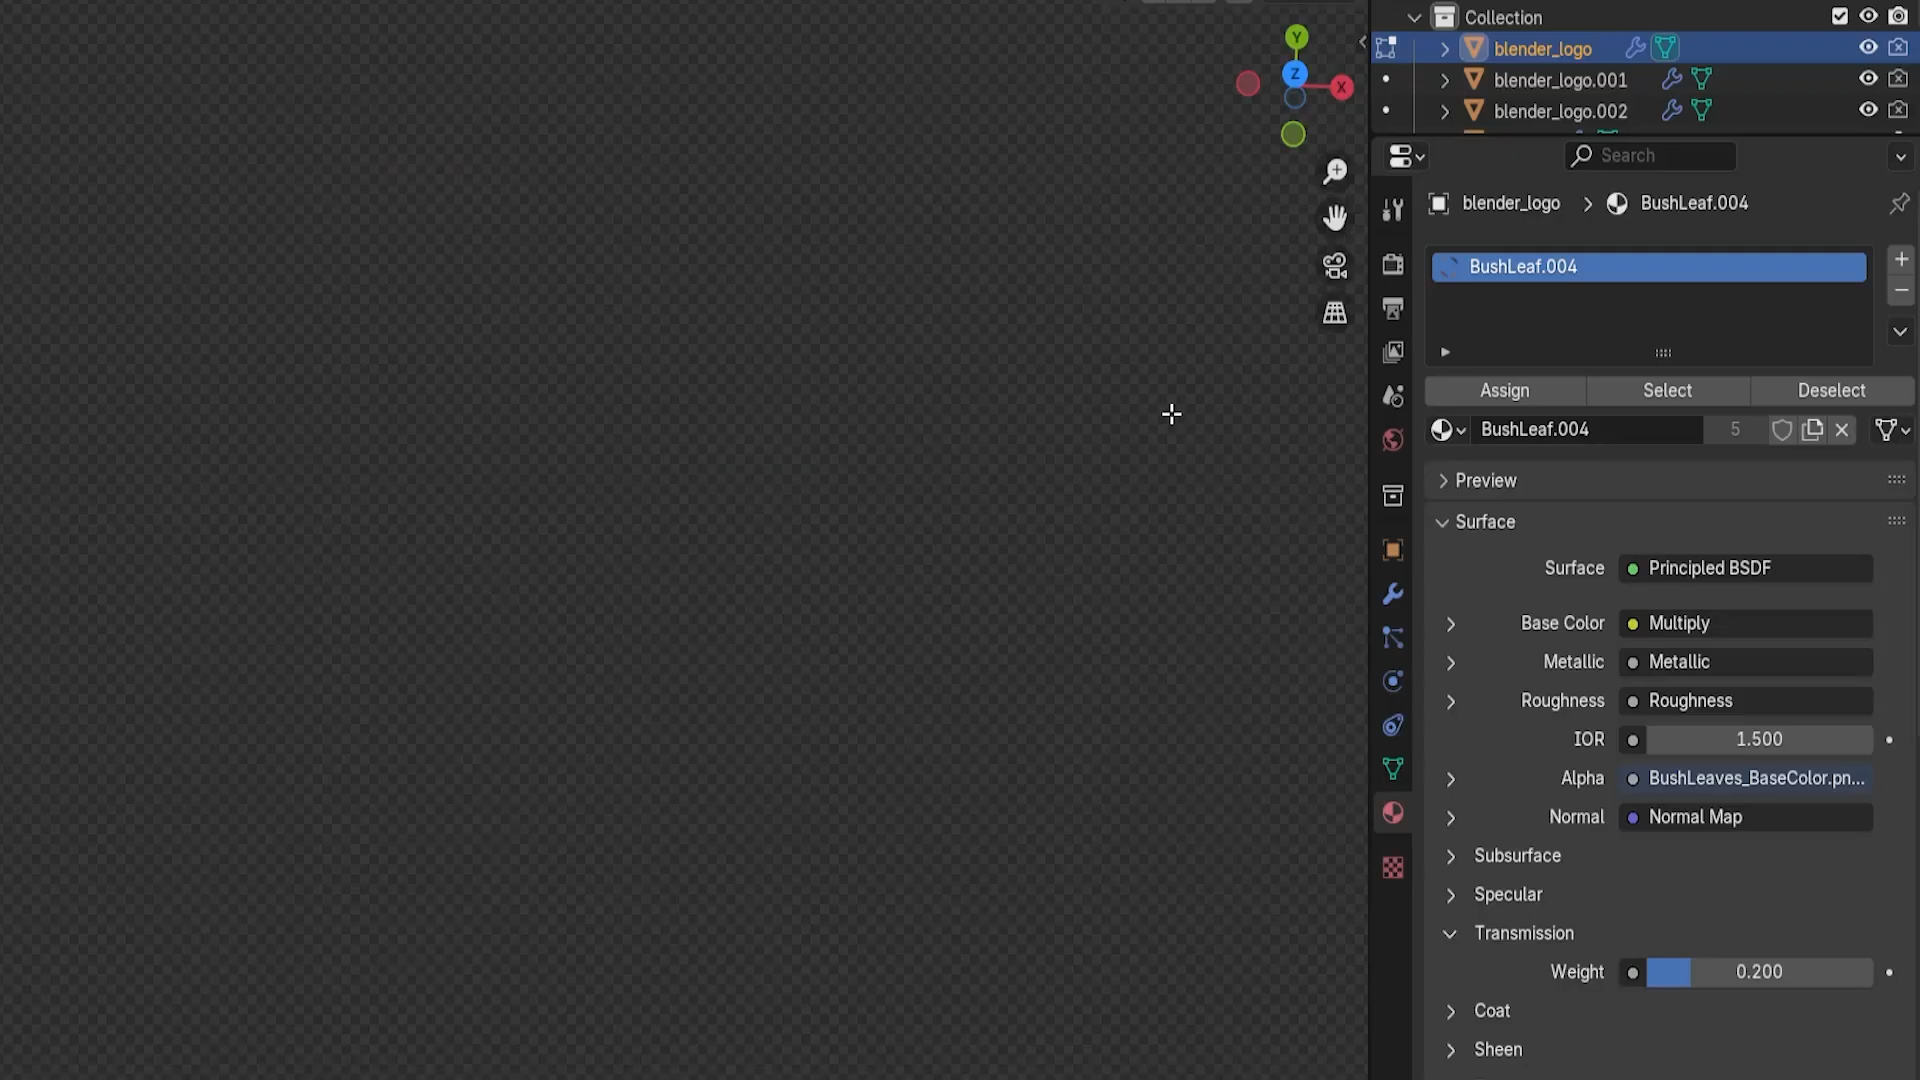 Y
Z
X
Collection
blender_logo
blender_logo.001
blender_logo.002
Search
blender_logo
BushLeaf.004
BushLeaf.004
Assign
Select
Deselect
BushLeaf.004
5
Preview
Surface
Surface
Principled BSDF
Base Color
Multiply
Metallic
Metallic
Roughness
Roughness
IOR
1.500
Alpha
BushLeaves_BaseColor.pn...
Normal
Normal Map
Subsurface
Specular
Transmission
Weight
0.200
Coat
Sheen